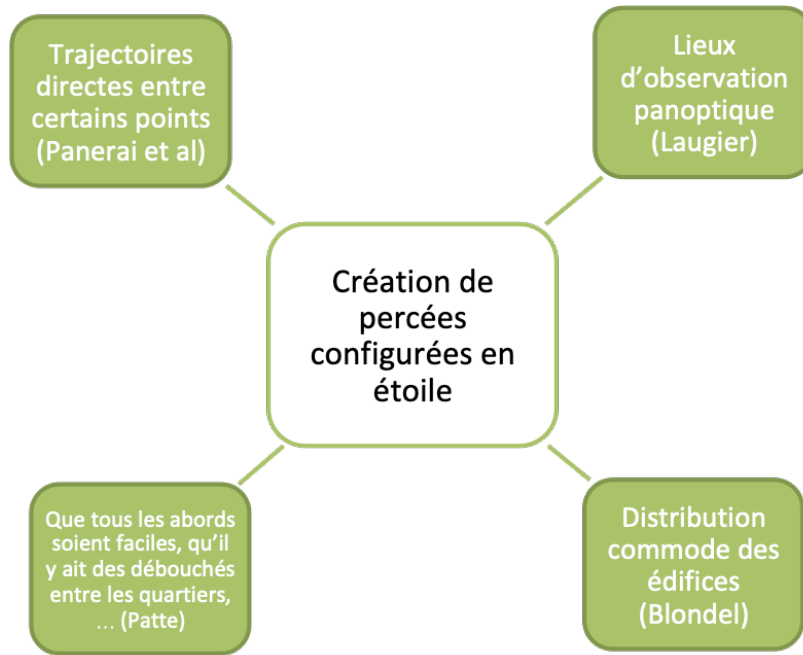 Trajectoires
directes entre
certains points
(Panerai et al)
Lieux
d’observation
panoptique
(Laugier)
Création de
percées
configurées en
étoile
Que tous les abords
soient faciles, qu’il
y ait des débouchés
entre les quartiers,
... (Patte)
Distribution
commode des
édifices
(Blondel)